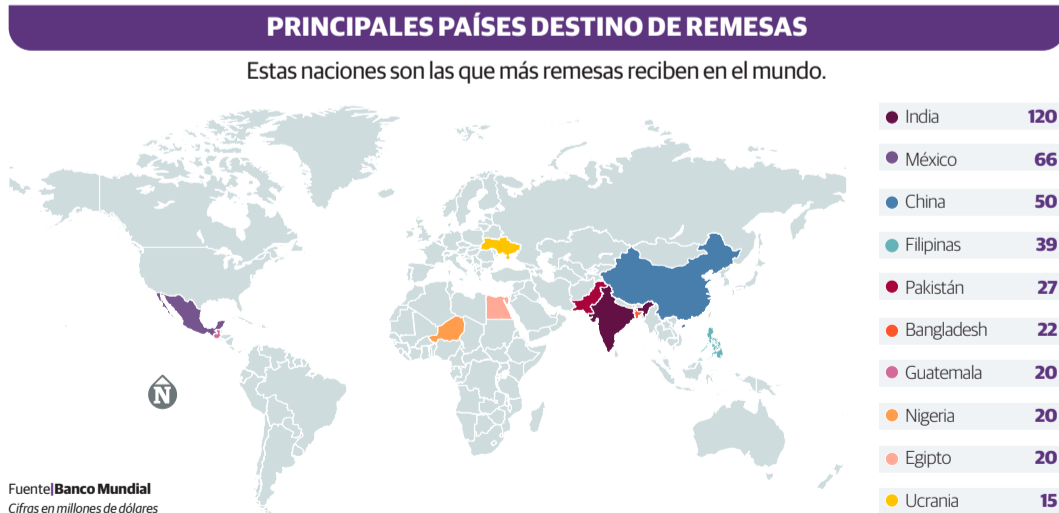 PRINCIPALES PAÍSES DESTINO DE REMESAS
Estas naciones son las que más remesas reciben en el mundo.
India 120
México 66
China 50
Filipinas 39
Pakistán 27
Bangladesh 22
Guatemala 20
Nigeria 20
Egipto 20
Ucrania 15
N
Fuente|Banco Mundial
Cifras en millones de dólares